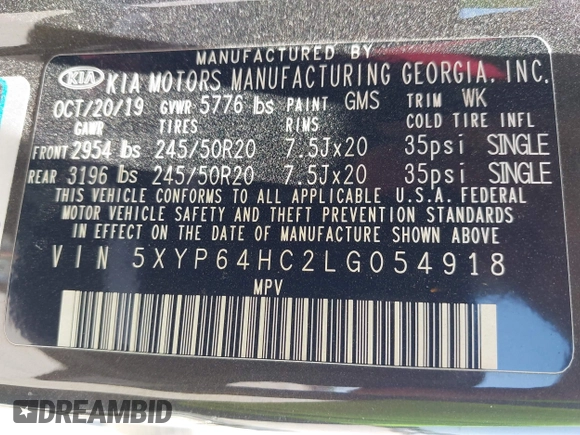 MANUFACTURED BY
KIA KIA MOTORS MANUFACTURING GEORGIA, INC.
OCT/20/19 GVWR 5776 lbs PAINT GMS TRIM WK
GAWR TIRES RIMS COLD TIRE INFL
FRONT 2954 lbs 245/50R20 7.5Jx20 35psi SINGLE
REAR 3196 lbs 245/50R20 7.5Jx20 35psi SINGLE
THIS VEHICLE CONFORMS TO ALL APPLICABLE U.S.A. FEDERAL
MOTOR VEHICLE SAFETY AND THEFT PREVENTION STANDARDS
IN EFFECT ON THE DATE OF MANUFACTURE SHOWN ABOVE.
VIN 5XYP64HC2LG054918
MPV
DREAMBID